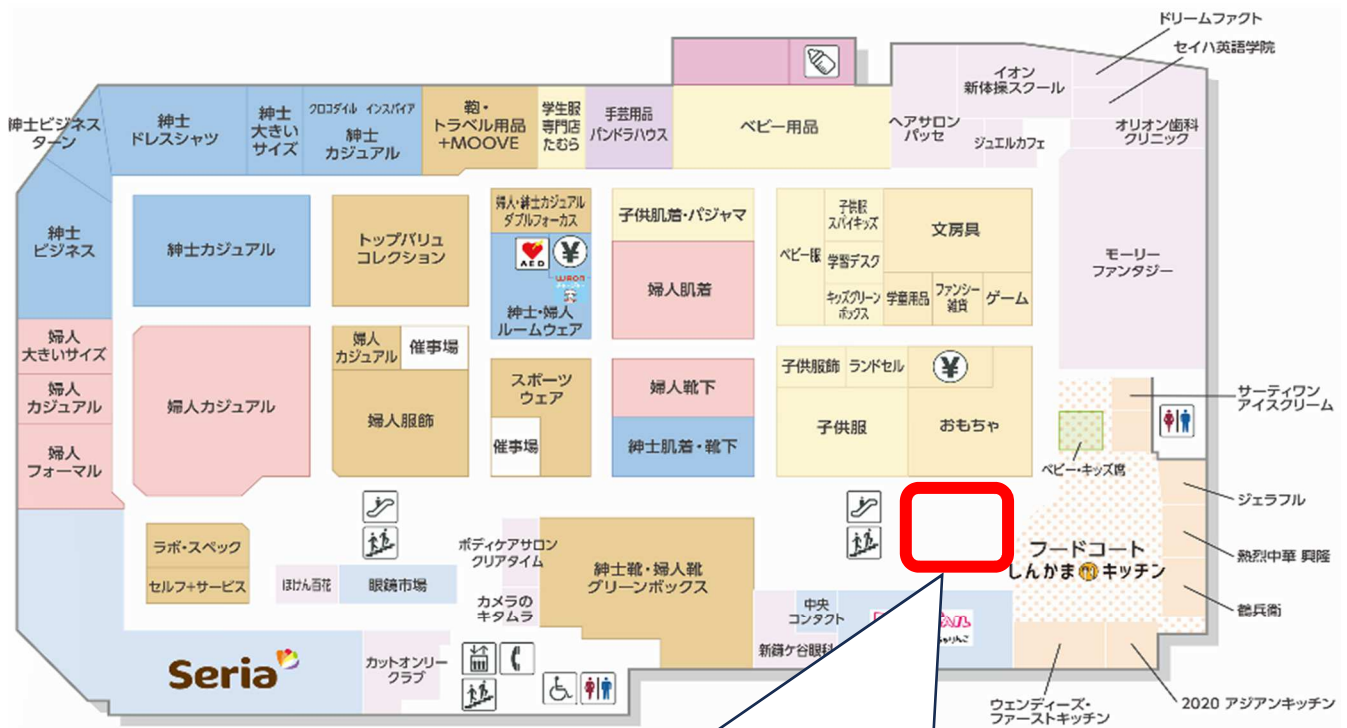 ドリームファクト
セイハ英語学院
イオン
新体操スクール
オリオン歯科
クリニック
ヘアサロン
パッセ
ジュエルカフェ
紳士ビジネス
ターン
紳士
ドレスシャツ
紳士
大きい
サイズ
クロコダイル インスパイア
紳士
カジュアル
鞄・
トラベル用品
+MOOVE
学生服
専門店
たむら
手芸用品
パンドラハウス
ベビー用品
紳士
ビジネス
紳士カジュアル
トップバリュ
コレクション
婦人・紳士カジュアル
ダブルフォーカス
AED
¥
WAON
紳士・婦人
ルームウェア
子供肌着・パジャマ
婦人肌着
ベビー服
子供服
スパイキッズ
学習デスク
キッズグリーン
ボックス
文房具
学童用品
ファンシー
雑貨
ゲーム
モーリー
ファンタジー
婦人
大きいサイズ
婦人
カジュアル
婦人
フォーマル
婦人カジュアル
婦人
カジュアル
催事場
婦人服飾
スポーツ
ウェア
催事場
婦人靴下
紳士肌着・靴下
子供服飾
ランドセル
¥
子供服
おもちゃ
サーティワン
アイスクリーム
ベビー・キッズ席
ジェラフル
熱烈中華 興隆
鶴兵衛
フードコート
しんかま キッチン
ラボ・スペック
セルフ+サービス
ほけん百花
眼鏡市場
ボディケアサロン
クリアタイム
カメラの
キタムラ
紳士靴・婦人靴
グリーンボックス
中央
コンタクト
新鎌ケ谷眼科
Seria
カットオンリー
クラブ
ウェンディーズ・
ファーストキッチン
2020 アジアンキッチン